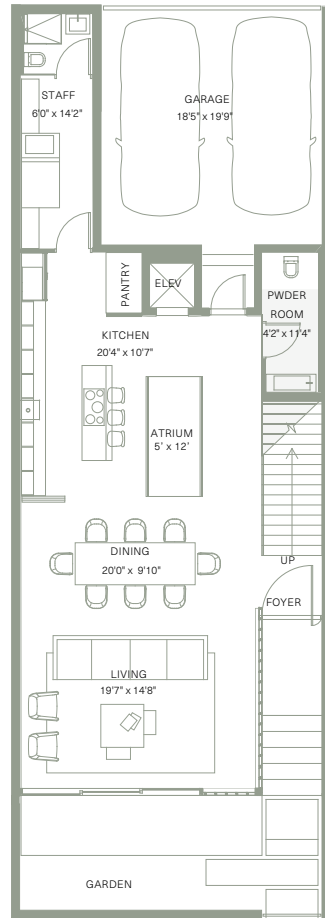 STAFF
6'0" x 14'2"
GARAGE
18'5" x 19'9"
PANTRY
ELEV
PWDER
ROOM
4'2" x 11'4"
KITCHEN
20'4" x 10'7"
ATRIUM
5' x 12'
DINING
20'0" x 9'10"
UP
FOYER
LIVING
19'7" x 14'8"
GARDEN